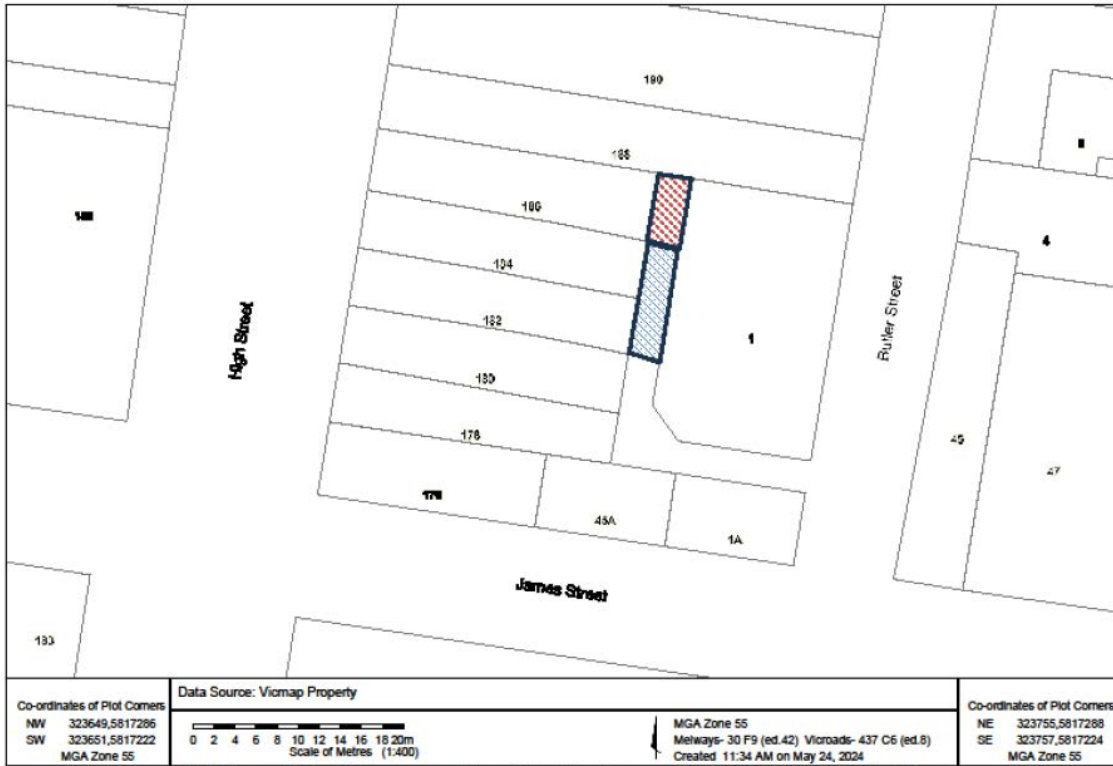 190
188
186
184
4
182
High Street
Butler Street
1
180
178
45
47
176
45A
1A
James Street
Co-ordinates of Plot Corners
NW 323649,5817286
SW 323651,5817222
MGA Zone 55
Data Source: Vicmap Property
0 2 4 6 8 10 12 14 16 18 20m
Scale of Metres (1:400)
MGA Zone 55
Melways- 30 F9 (ed.42) Vicroads- 437 C6 (ed.8)
Created 11:34 AM on May 24, 2024
Co-ordinates of Plot Corners
NE 323755,5817288
SE 323757,5817224
MGA Zone 55